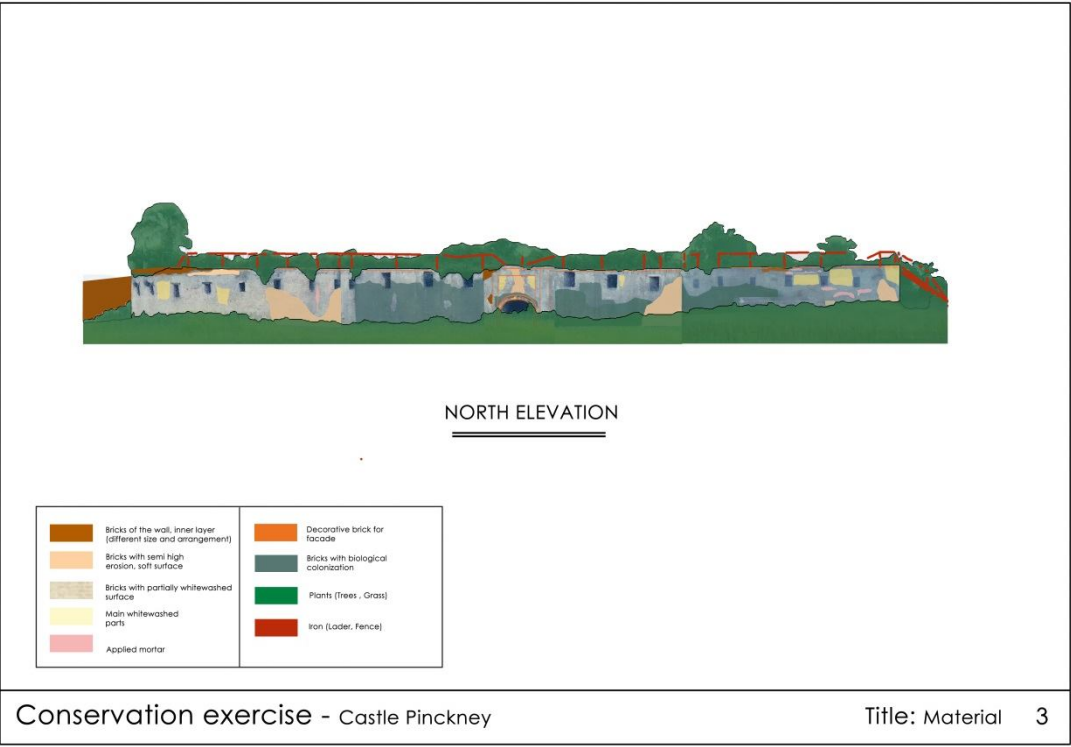 NORTH ELEVATION
Bricks of the wall, inner layer
(different size and arrangement)
Bricks with semi high
erosion, soft surface
Bricks with partially whitewashed
surface
Main whitewashed
parts
Applied mortar
Decorative brick for
facade
Bricks with biological
colonization
Plants (Trees , Grass)
Iron (Lader, Fence)
Conservation exercise - Castle Pinckney
Title: Material 3